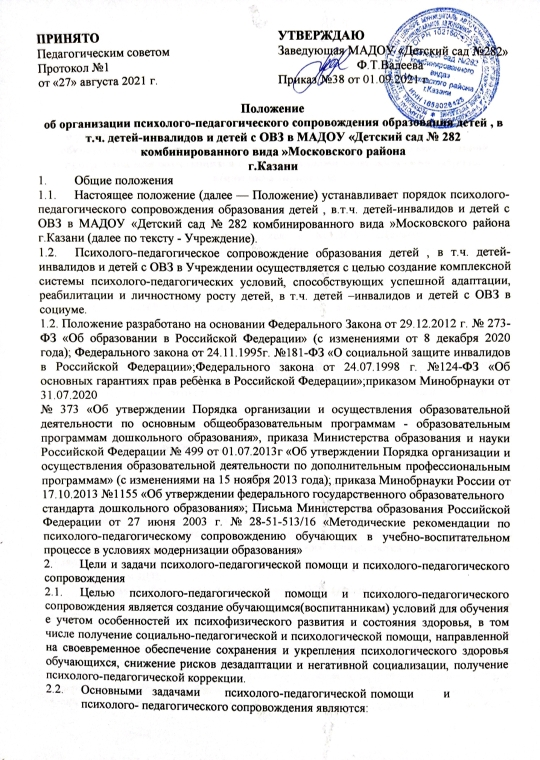 ПРИНЯТО
Педагогическим советом
Протокол №1
от «27» августа 2021 г.
УТВЕРЖДАЮ
Заведующая МАДОУ «Детский сад №282»
Ф.Т.Валеева
Приказ №38 от 01.09.2021 г.
Положение
об организации психолого-педагогического сопровождения образования детей , в
т.ч. детей-инвалидов и детей с ОВЗ в МАДОУ «Детский сад № 282
комбинированного вида »Московского района
г.Казани
1. Общие положения
1.1. Настоящее положение (далее — Положение) устанавливает порядок психолого-
педагогического сопровождения образования детей , в.т.ч. детей-инвалидов и детей с
ОВЗ в МАДОУ «Детский сад № 282 комбинированного вида »Московского района
г.Казани (далее по тексту - Учреждение).
1.2. Психолого-педагогическое сопровождение образования детей , в т.ч. детей-
инвалидов и детей с ОВЗ в Учреждении осуществляется с целью создание комплексной
системы психолого-педагогических условий, способствующих успешной адаптации,
реабилитации и личностному росту детей, в т.ч. детей –инвалидов и детей с ОВЗ в
социуме.
1.2. Положение разработано на основании Федерального Закона от 29.12.2012 г. № 273-
ФЗ «Об образовании в Российской Федерации» (с изменениями от 8 декабря 2020
года); Федерального закона от 24.11.1995г. №181-ФЗ «О социальной защите инвалидов
в Российской Федерации»;Федерального закона от 24.07.1998 г. №124-ФЗ «Об
основных гарантиях прав ребёнка в Российской Федерации»;приказом Минобрнауки от
31.07.2020
№ 373 «Об утверждении Порядка организации и осуществления образовательной
деятельности по основным общеобразовательным программам - образовательным
программам дошкольного образования», приказа Министерства образования и науки
Российской Федерации № 499 от 01.07.2013г «Об утверждении Порядка организации и
осуществления образовательной деятельности по дополнительным профессиональным
программам» (с изменениями на 15 ноября 2013 года); приказа Минобрнауки России от
17.10.2013 №1155 «Об утверждении федерального государственного образовательного
стандарта дошкольного образования»; Письма Министерства образования Российской
Федерации от 27 июня 2003 г. № 28-51-513/16 «Методические рекомендации по
психолого-педагогическому сопровождению обучающих в учебно-воспитательном
процессе в условиях модернизации образования»
2. Цели и задачи психолого-педагогической помощи и психолого-педагогического
сопровождения
2.1. Целью психолого-педагогической помощи и психолого-педагогического
сопровождения является создание обучающимся(воспитанникам) условий для обучения
е учетом особенностей их психофизического развития и состояния здоровья, в том
числе получение социально-педагогической и психологической помощи, направленной
на своевременное обеспечение сохранения и укрепления психологического здоровья
обучающихся, снижение рисков дезадаптации и негативной социализации, получение
психолого-педагогической коррекции.
2.2. Основными задачами психолого-педагогической помощи и
психолого- педагогического сопровождения являются: